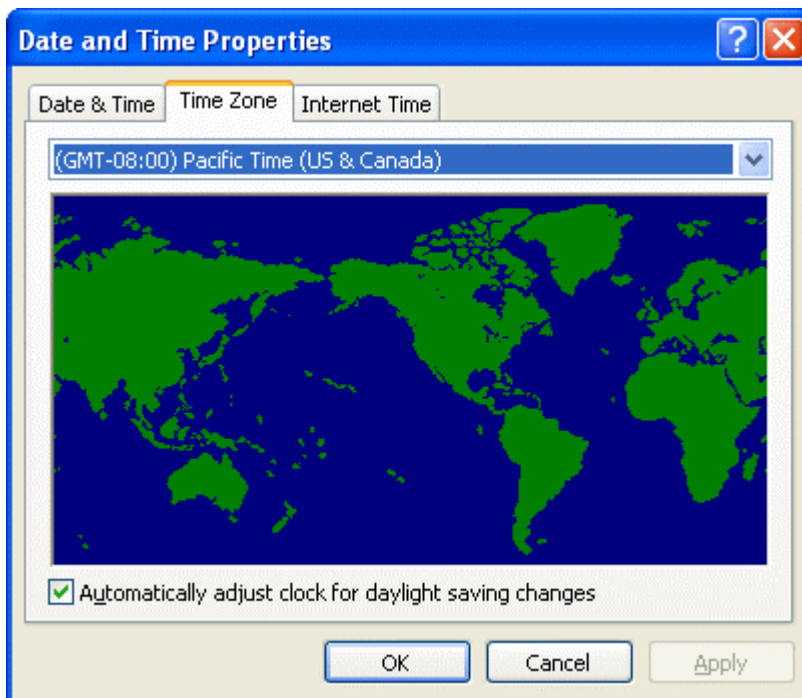 Date and Time Properties
Date & Time Time Zone Internet Time
(GMT-08:00) Pacific Time (US & Canada)
Automatically adjust clock for daylight saving changes
OK Cancel Apply